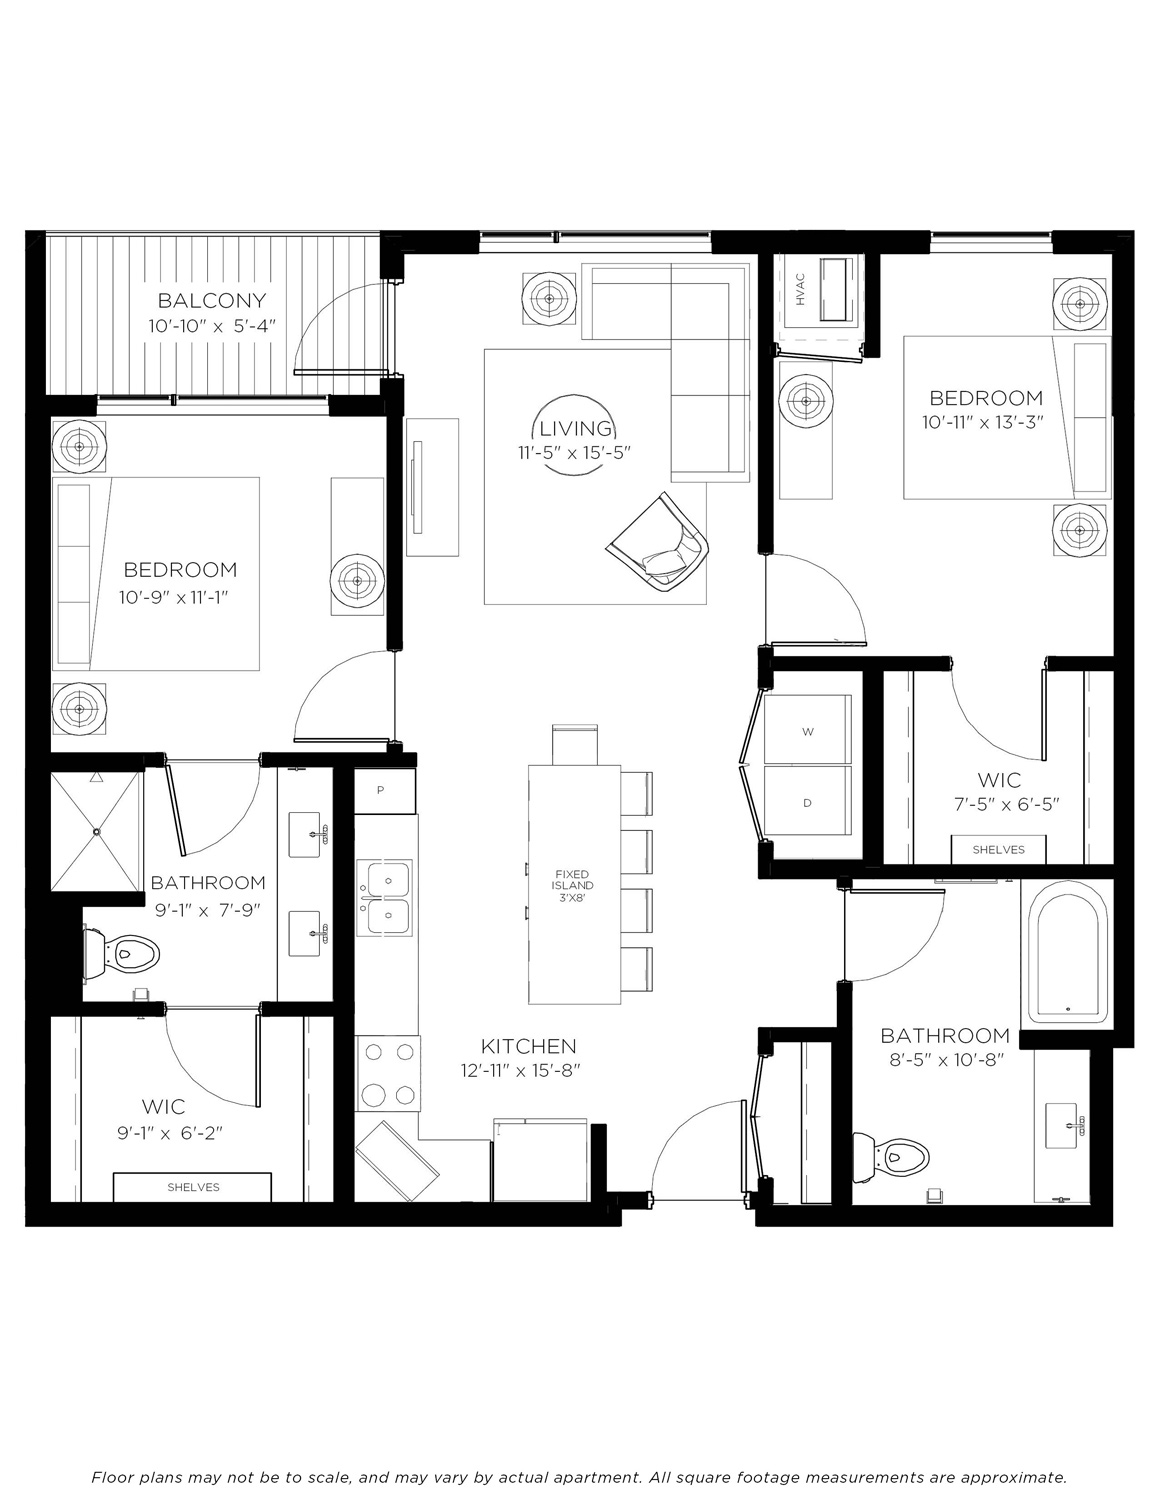 BALCONY
10'-10" x 5'-4"
HVAC
BEDROOM
10'-11" x 13'-3"
LIVING
11'-5" x 15'-5"
BEDROOM
10'-9" x 11'-1"
W
D
WIC
7'-5" x 6'-5"
SHELVES
P
FIXED
ISLAND
3'X8'
BATHROOM
9'-1" x 7'-9"
KITCHEN
12'-11" x 15'-8"
BATHROOM
8'-5" x 10'-8"
WIC
9'-1" x 6'-2"
SHELVES
Floor plans may not be to scale, and may vary by actual apartment. All square footage measurements are approximate.